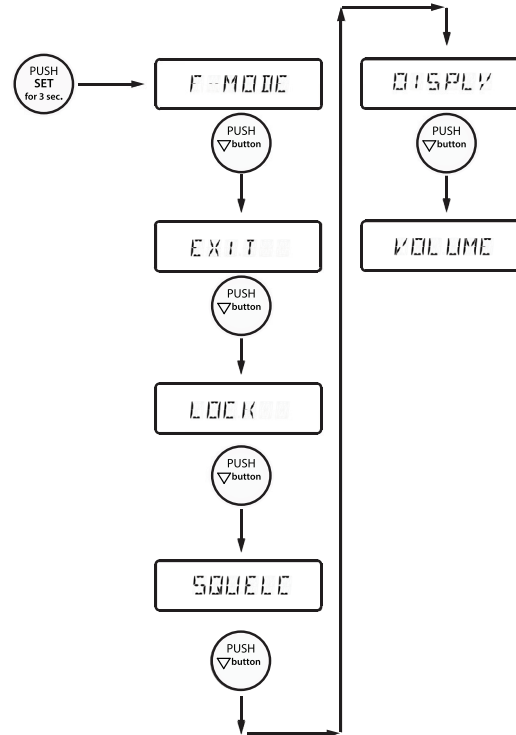 PUSH
SET
for 3 sec.
F-MODE
PUSH
▽button
EXIT
PUSH
▽button
LOCK
PUSH
▽button
SQUELC
PUSH
▽button
DISPLY
PUSH
▽button
VOLUME